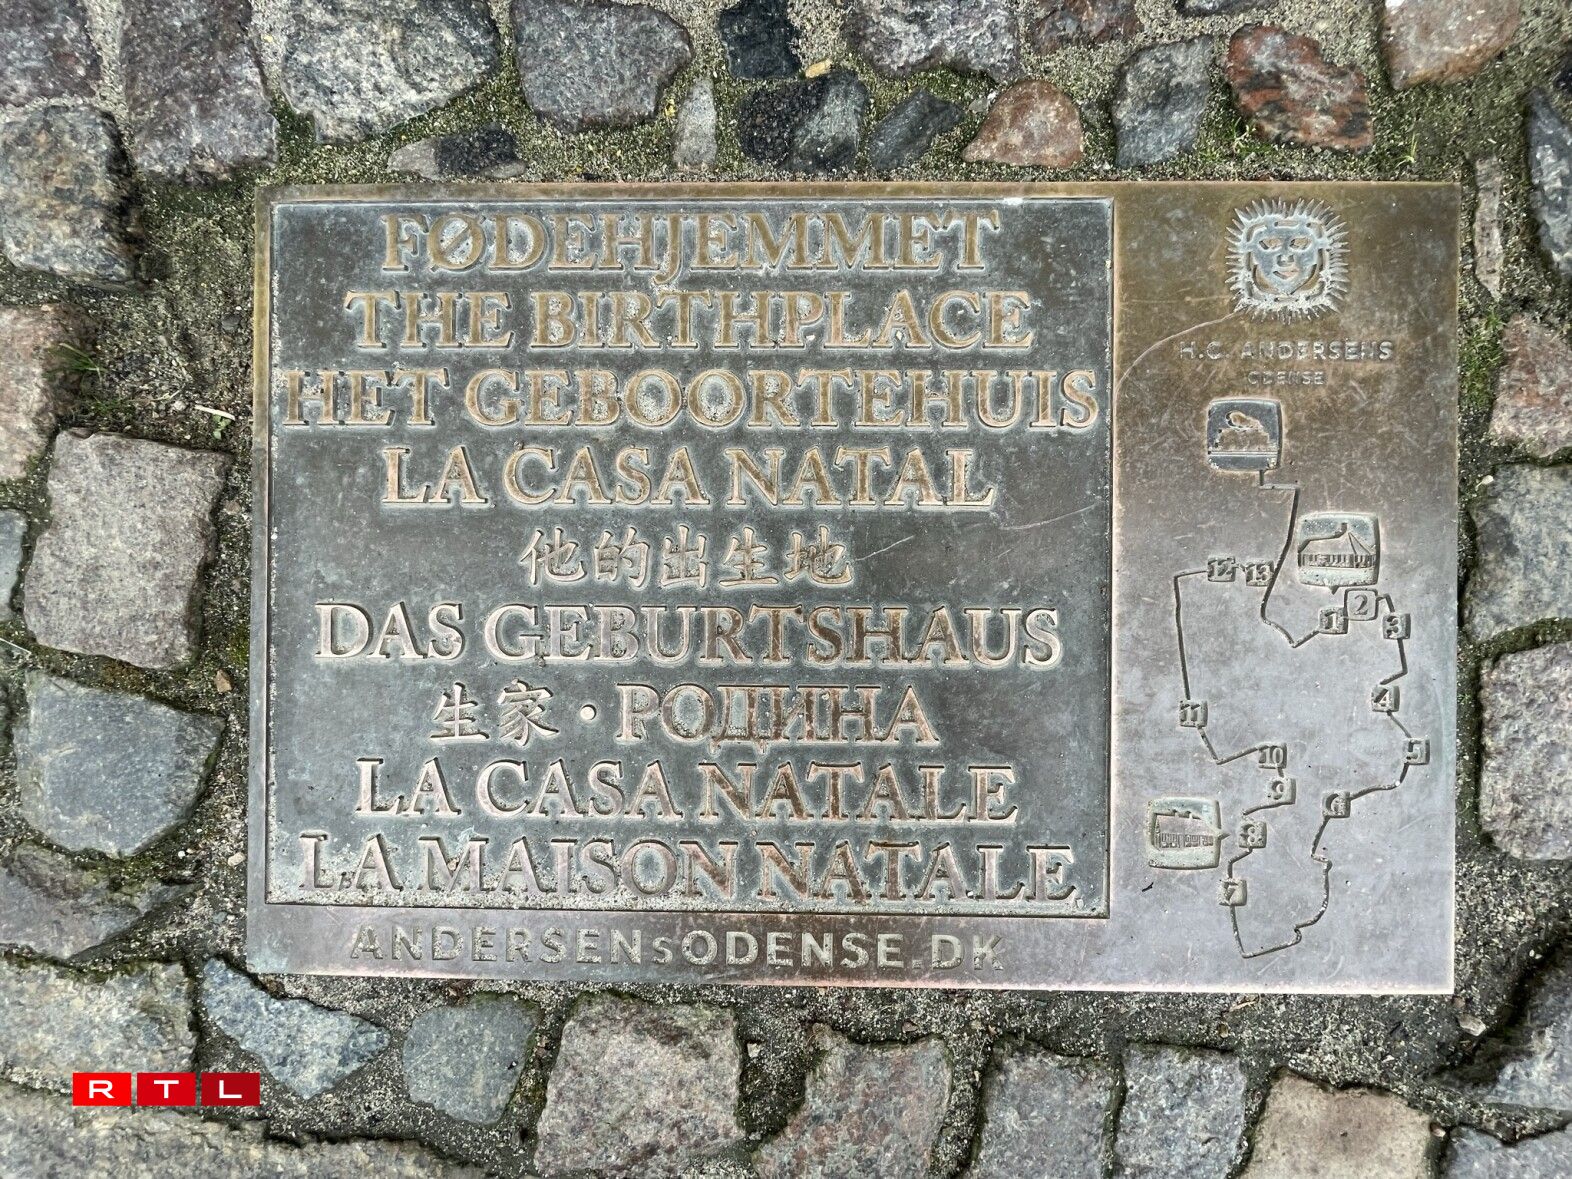 FØDEHJEMMET
THE BIRTHPLACE
HET GEBOORTEHUIS
LA CASA NATAL
他的出生地
DAS GEBURTSHAUS
生家 · РОДИНА
LA CASA NATALE
LA MAISON NATALE
ANDERSENsODENSE.DK
H.C. ANDERSENS
ODENSE
12 13 1 2 3
4
11
5
10
9
6
8
7
RTL